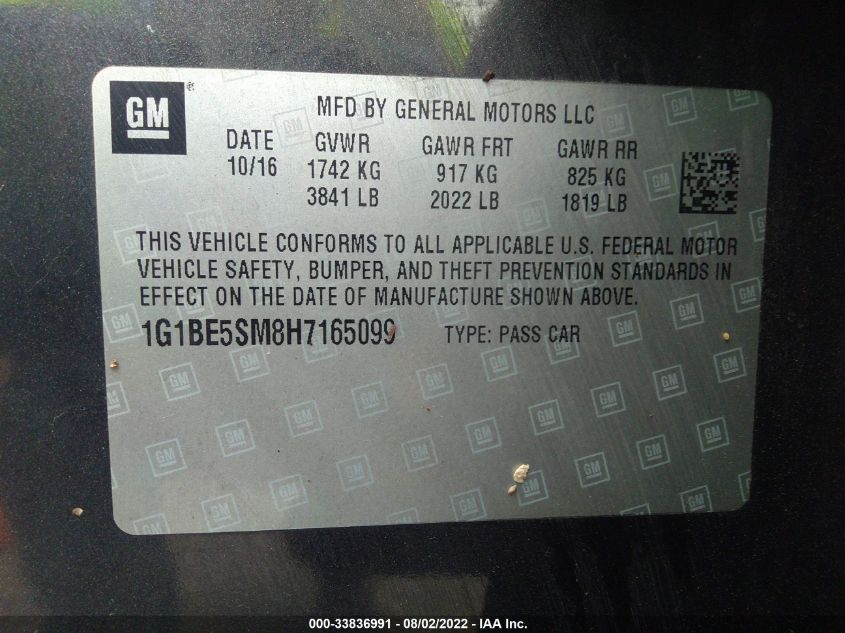 GM
MFD BY GENERAL MOTORS LLC
DATE GVWR GAWR FRT GAWR RR
10/16 1742 KG 917 KG 825 KG
3841 LB 2022 LB 1819 LB
THIS VEHICLE CONFORMS TO ALL APPLICABLE U.S. FEDERAL MOTOR
VEHICLE SAFETY, BUMPER, AND THEFT PREVENTION STANDARDS IN
EFFECT ON THE DATE OF MANUFACTURE SHOWN ABOVE.
1G1BE5SM8H7165099 TYPE: PASS CAR
000-33836991 - 08/02/2022 - IAA Inc.